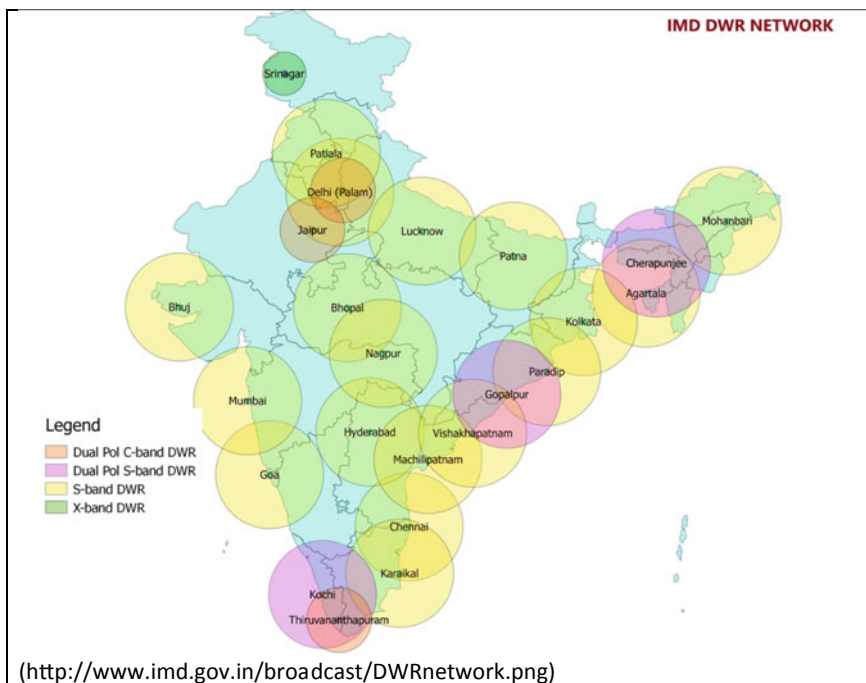 IMD DWR NETWORK
Srinagar
Patiala
Delhi (Palam)
Jaipur
Lucknow
Mohanbari
Patna
Cherapunjee
Agartala
Bhuj
Bhopal
Kolkata
Nagpur
Paradip
Mumbai
Gopalpur
Hyderabad
Vishakhapatnam
Machilipatnam
Goa
Legend
Dual Pol C-band DWR
Dual Pol S-band DWR
S-band DWR
X-band DWR
Chennai
Karaikal
Kochi
Thiruvananthapuram
(http://www.imd.gov.in/broadcast/DWRnetwork.png)